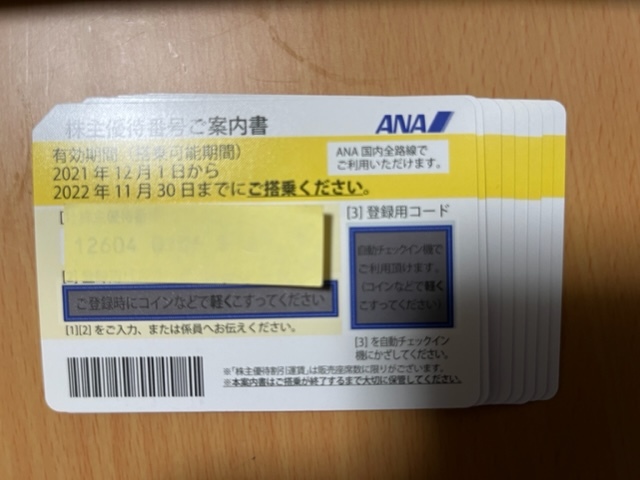 株主優待番号ご案内書
ANA
有効期間（搭乗可能期間）
2021年12月1日から
2022年11月30日までにご搭乗ください。
ANA国内全路線で
ご利用いただけます。
[3] 登録用コード
12604
自動チェックイン機で
ご利用頂けます。
(コインなどで軽く
こすってください)
ご登録時にコインなどで軽くこすってください
[1][2]をご入力、または係員へお伝えください。
[3]を自動チェックイン
機にかざしてください。
※「株主優待割引運賃」は販売座席数に限りがございます。
※本案内書はご搭乗が終了するまで大切に保管してください。